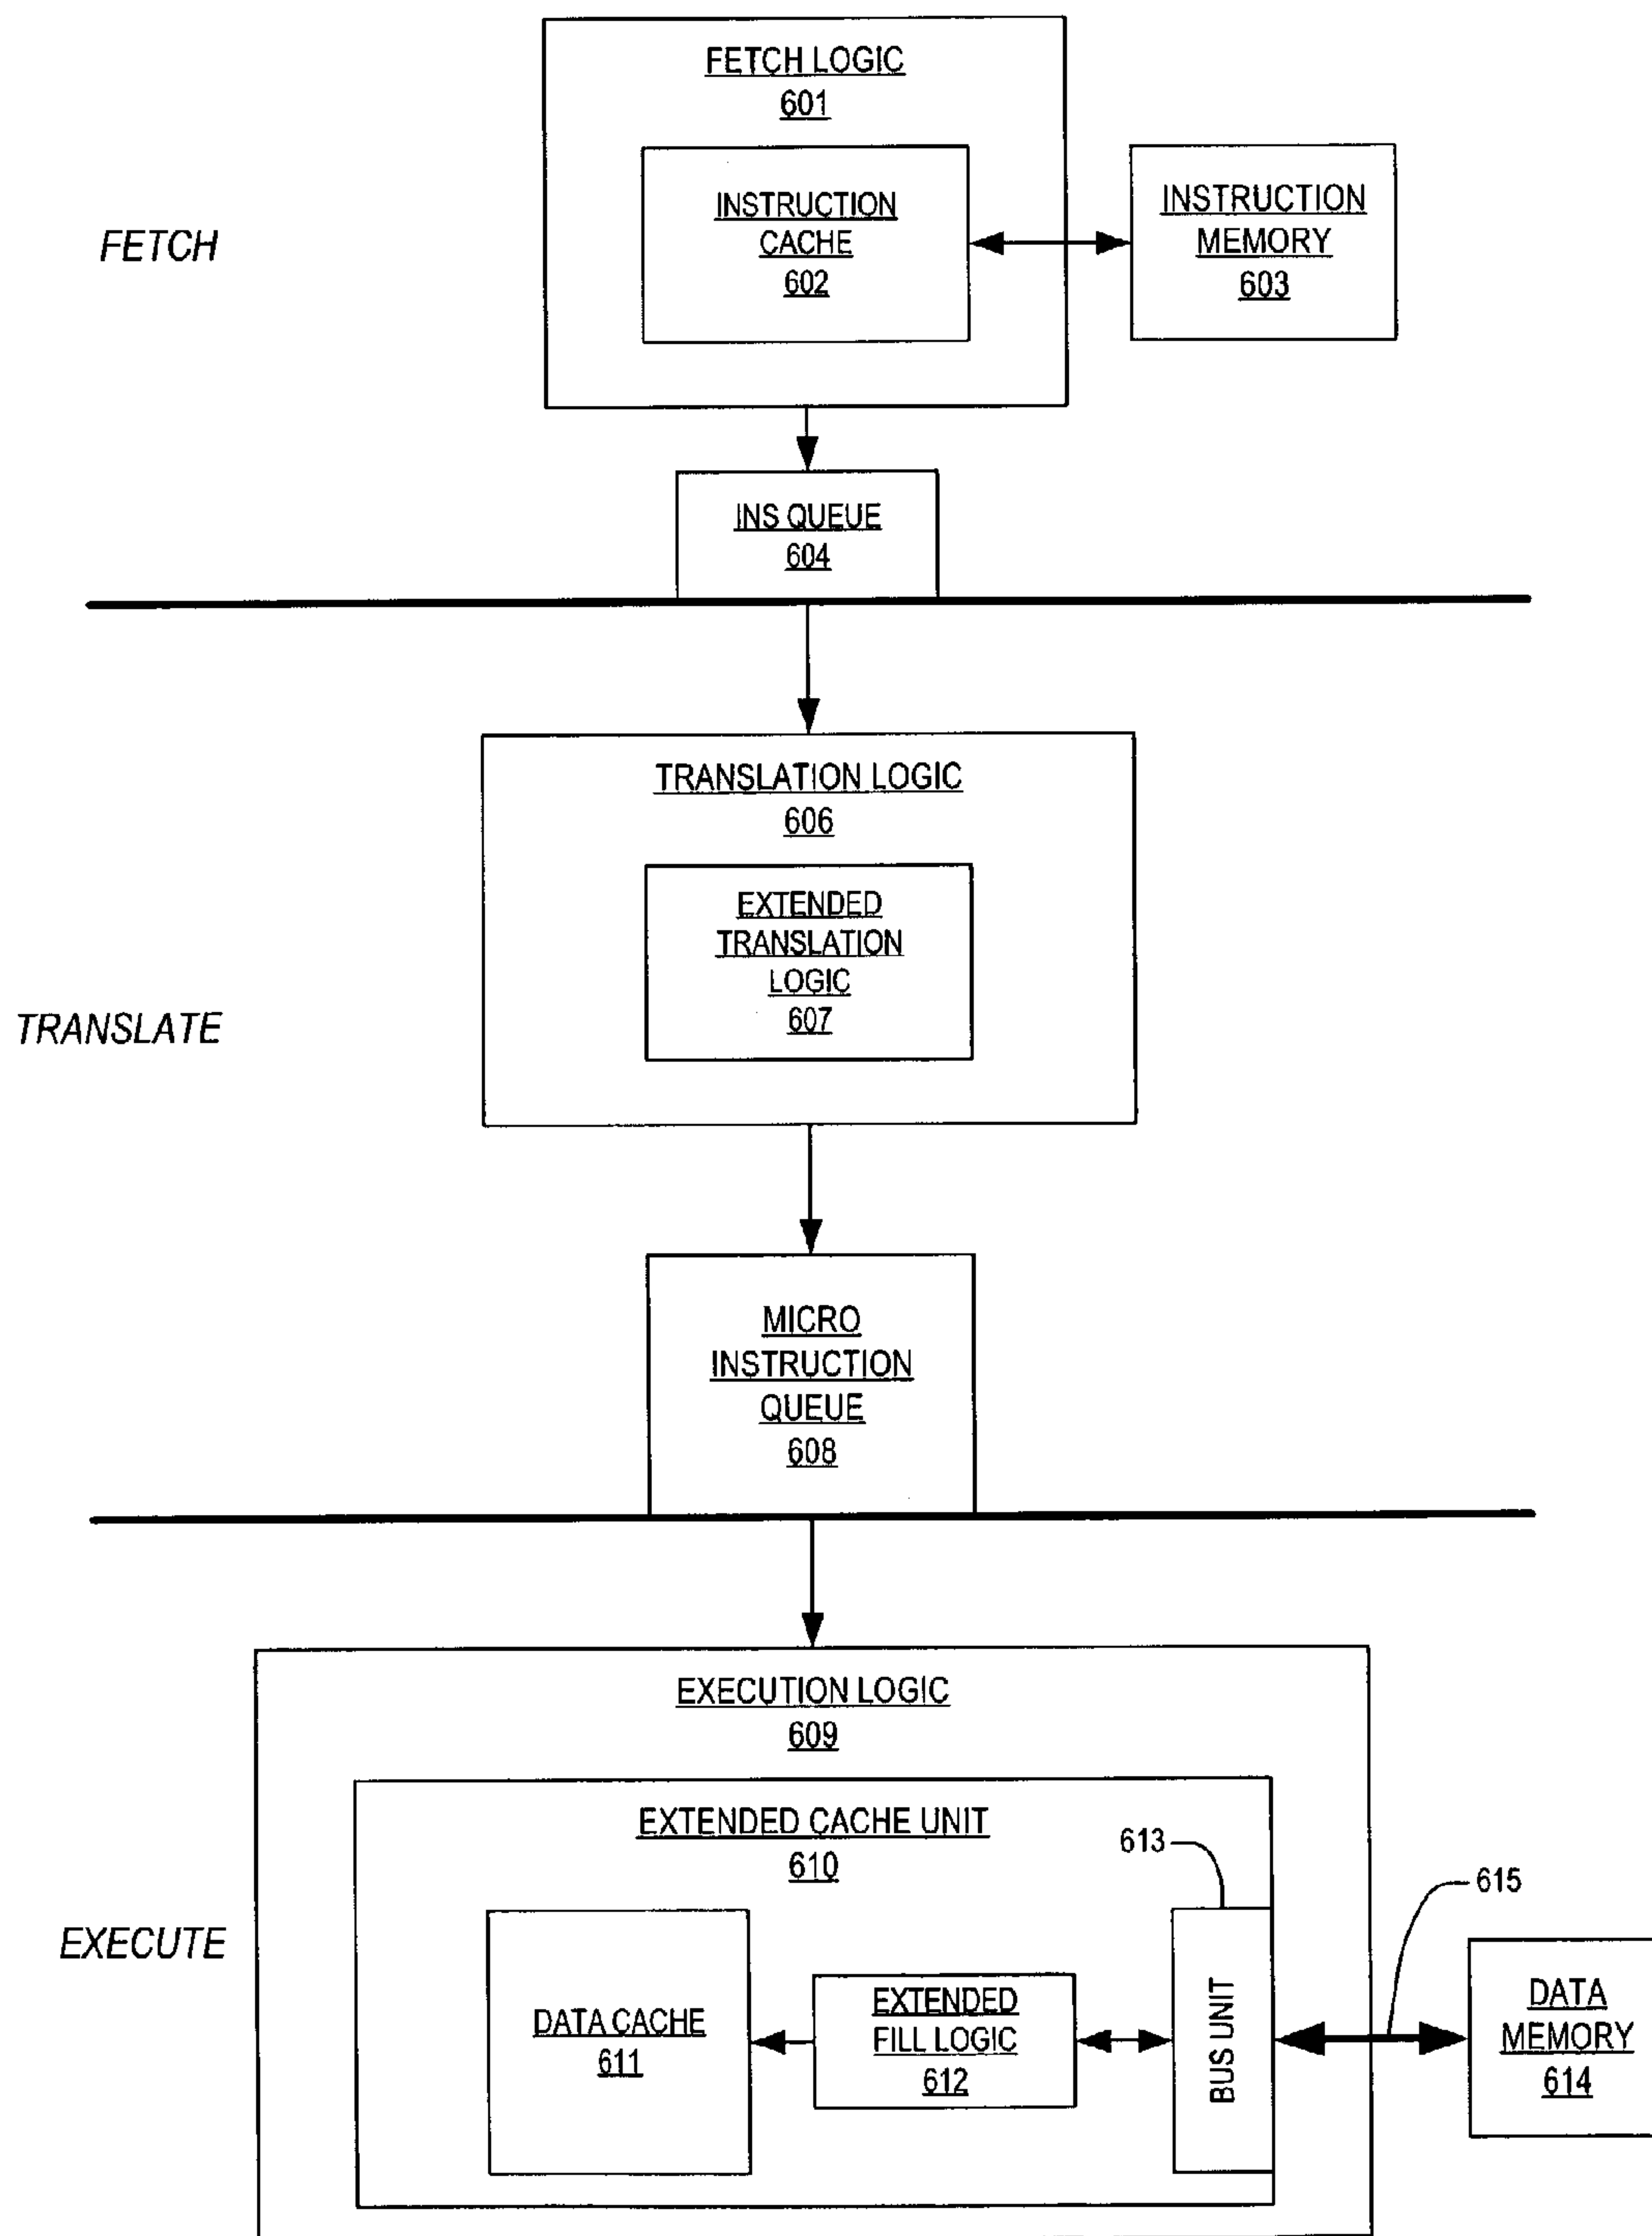 FETCH LOGIC
601
INSTRUCTION
CACHE
602
INSTRUCTION
MEMORY
603
FETCH
INS QUEUE
604
TRANSLATION LOGIC
606
EXTENDED
TRANSLATION
LOGIC
607
TRANSLATE
MICRO
INSTRUCTION
QUEUE
608
EXECUTION LOGIC
609
EXTENDED CACHE UNIT
610
613
615
EXECUTE
DATA CACHE
611
EXTENDED
FILL LOGIC
612
BUS UNIT
DATA
MEMORY
614